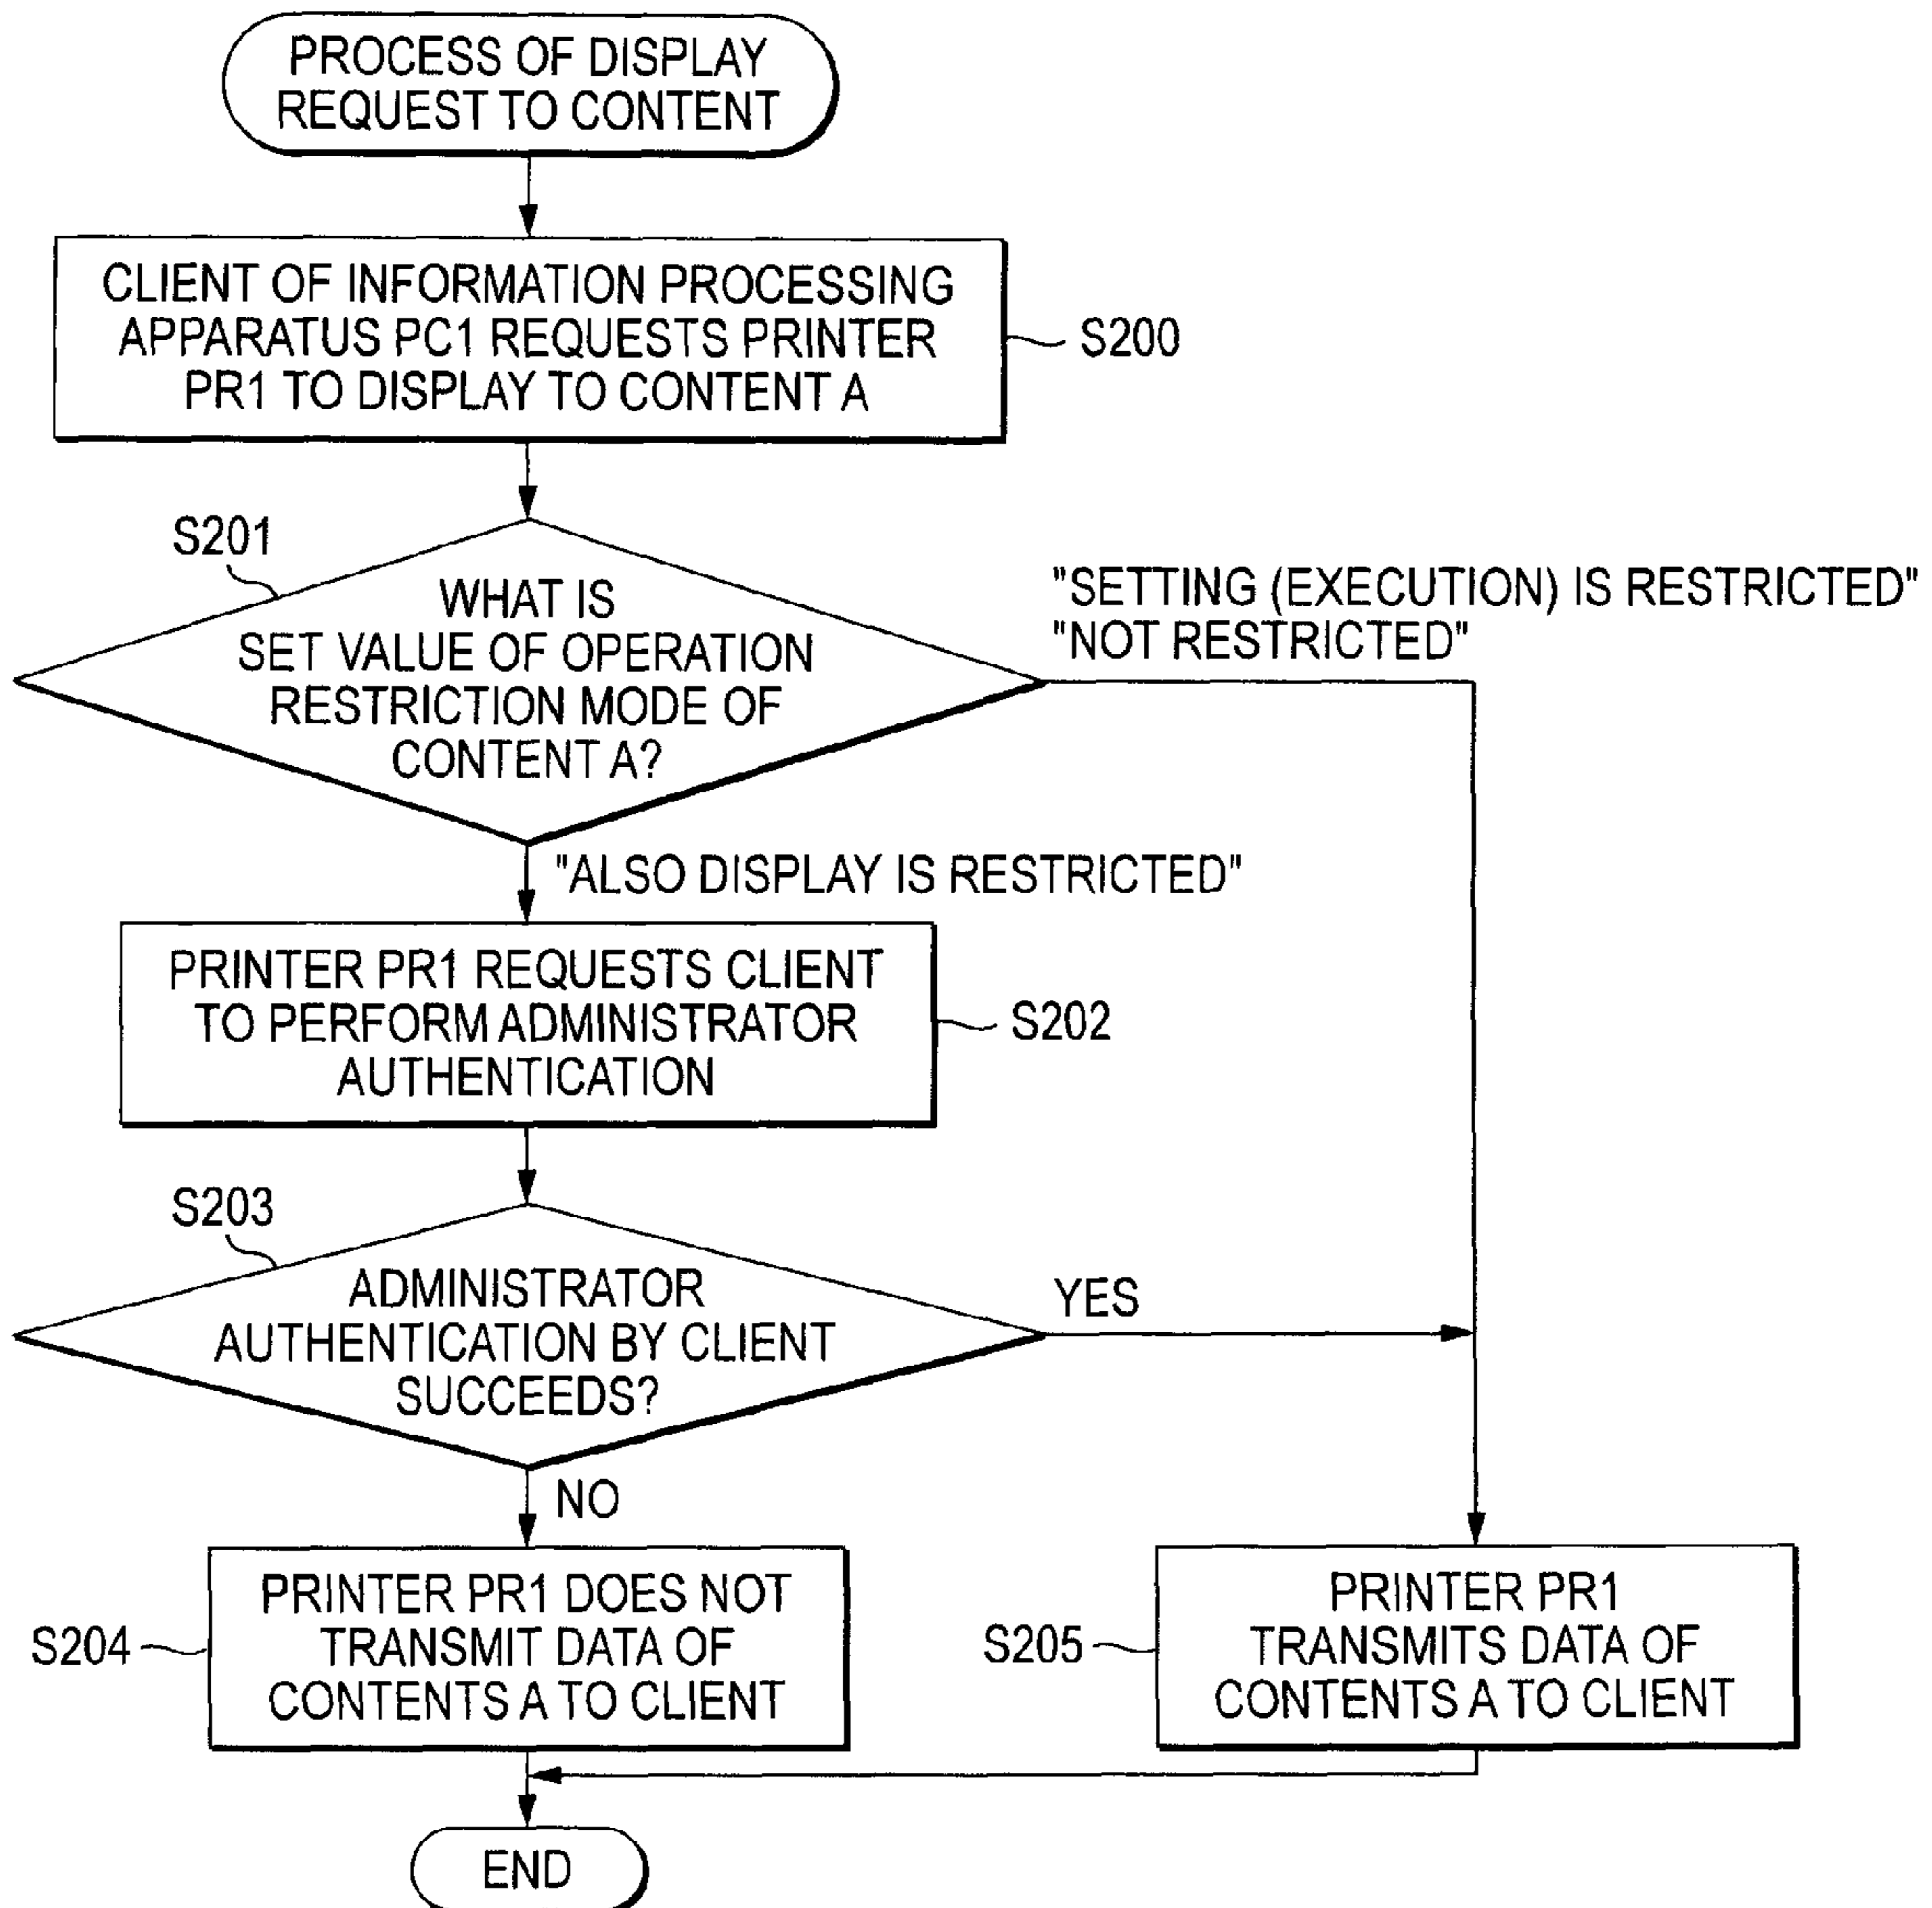 PROCESS OF DISPLAY
REQUEST TO CONTENT
CLIENT OF INFORMATION PROCESSING
APPARATUS PC1 REQUESTS PRINTER
PR1 TO DISPLAY TO CONTENT A
S200
S201
WHAT IS
SET VALUE OF OPERATION
RESTRICTION MODE OF
CONTENT A?
"SETTING (EXECUTION) IS RESTRICTED"
"NOT RESTRICTED"
"ALSO DISPLAY IS RESTRICTED"
PRINTER PR1 REQUESTS CLIENT
TO PERFORM ADMINISTRATOR
AUTHENTICATION
S202
S203
ADMINISTRATOR
AUTHENTICATION BY CLIENT
SUCCEEDS?
YES
NO
S204
PRINTER PR1 DOES NOT
TRANSMIT DATA OF
CONTENTS A TO CLIENT
S205
PRINTER PR1
TRANSMITS DATA OF
CONTENTS A TO CLIENT
END